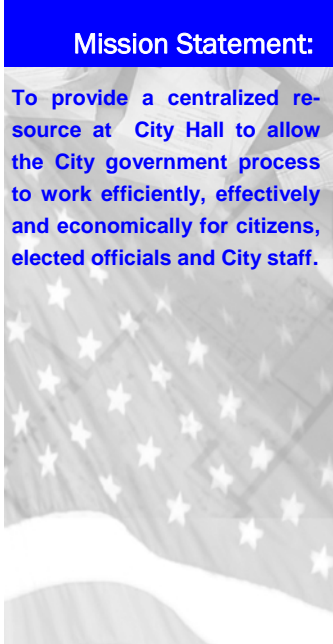 Mission Statement:
To provide a centralized re-
source at City Hall to allow
the City government process
to work efficiently, effectively
and economically for citizens,
elected officials and City staff.